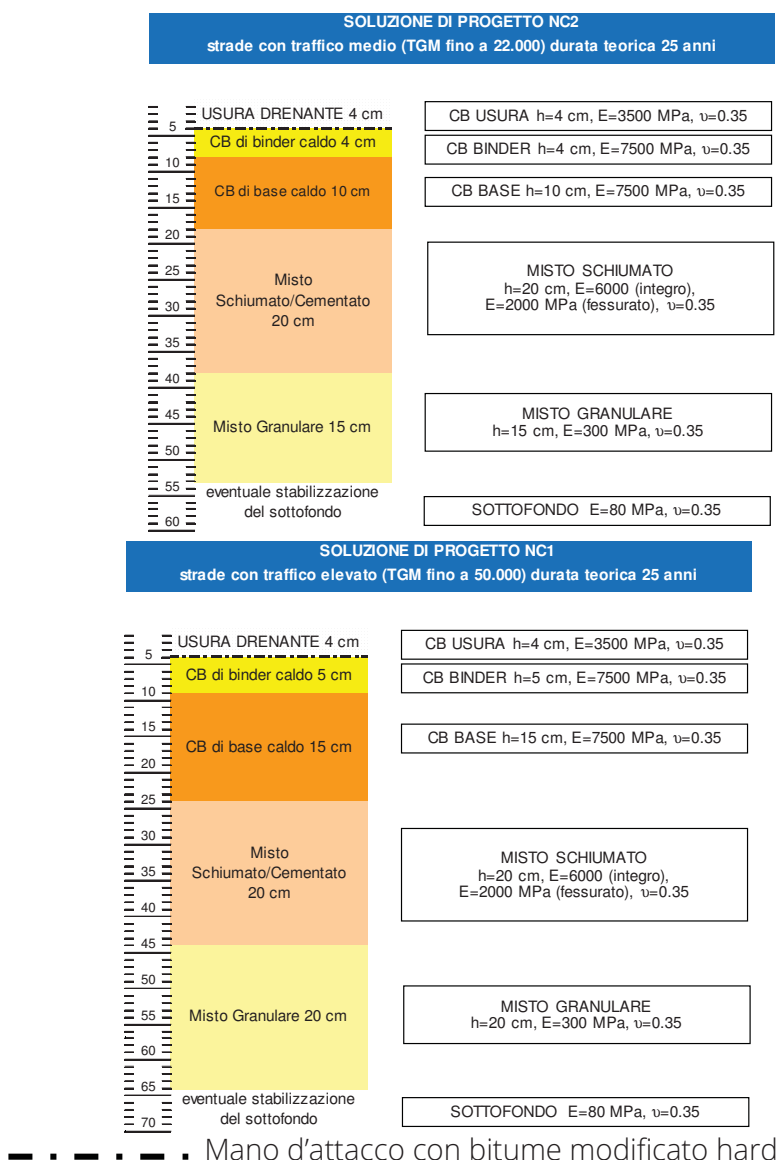 SOLUZIONE DI PROGETTO NC2
strade con traffico medio (TGM fino a 22.000) durata teorica 25 anni
USURA DRENANTE 4 cm
CB USURA h=4 cm, E=3500 MPa, υ=0.35
5
CB di binder caldo 4 cm
CB BINDER h=4 cm, E=7500 MPa, υ=0.35
10
15
CB di base caldo 10 cm
CB BASE h=10 cm, E=7500 MPa, υ=0.35
20
25
Misto
Schiumato/Cementato
20 cm
MISTO SCHIUMATO
h=20 cm, E=6000 (integro),
E=2000 MPa (fessurato), υ=0.35
30
35
40
45
Misto Granulare 15 cm
MISTO GRANULARE
h=15 cm, E=300 MPa, υ=0.35
50
55
eventuale stabilizzazione
del sottofondo
SOTTOFONDO E=80 MPa, υ=0.35
60
SOLUZIONE DI PROGETTO NC1
strade con traffico elevato (TGM fino a 50.000) durata teorica 25 anni
USURA DRENANTE 4 cm
CB USURA h=4 cm, E=3500 MPa, υ=0.35
5
CB di binder caldo 5 cm
CB BINDER h=5 cm, E=7500 MPa, υ=0.35
10
15
CB di base caldo 15 cm
CB BASE h=15 cm, E=7500 MPa, υ=0.35
20
25
30
Misto
Schiumato/Cementato
20 cm
MISTO SCHIUMATO
h=20 cm, E=6000 (integro),
E=2000 MPa (fessurato), υ=0.35
35
40
45
50
55
Misto Granulare 20 cm
MISTO GRANULARE
h=20 cm, E=300 MPa, υ=0.35
60
65
eventuale stabilizzazione
del sottofondo
SOTTOFONDO E=80 MPa, υ=0.35
70
Mano d'attacco con bitume modificato hard